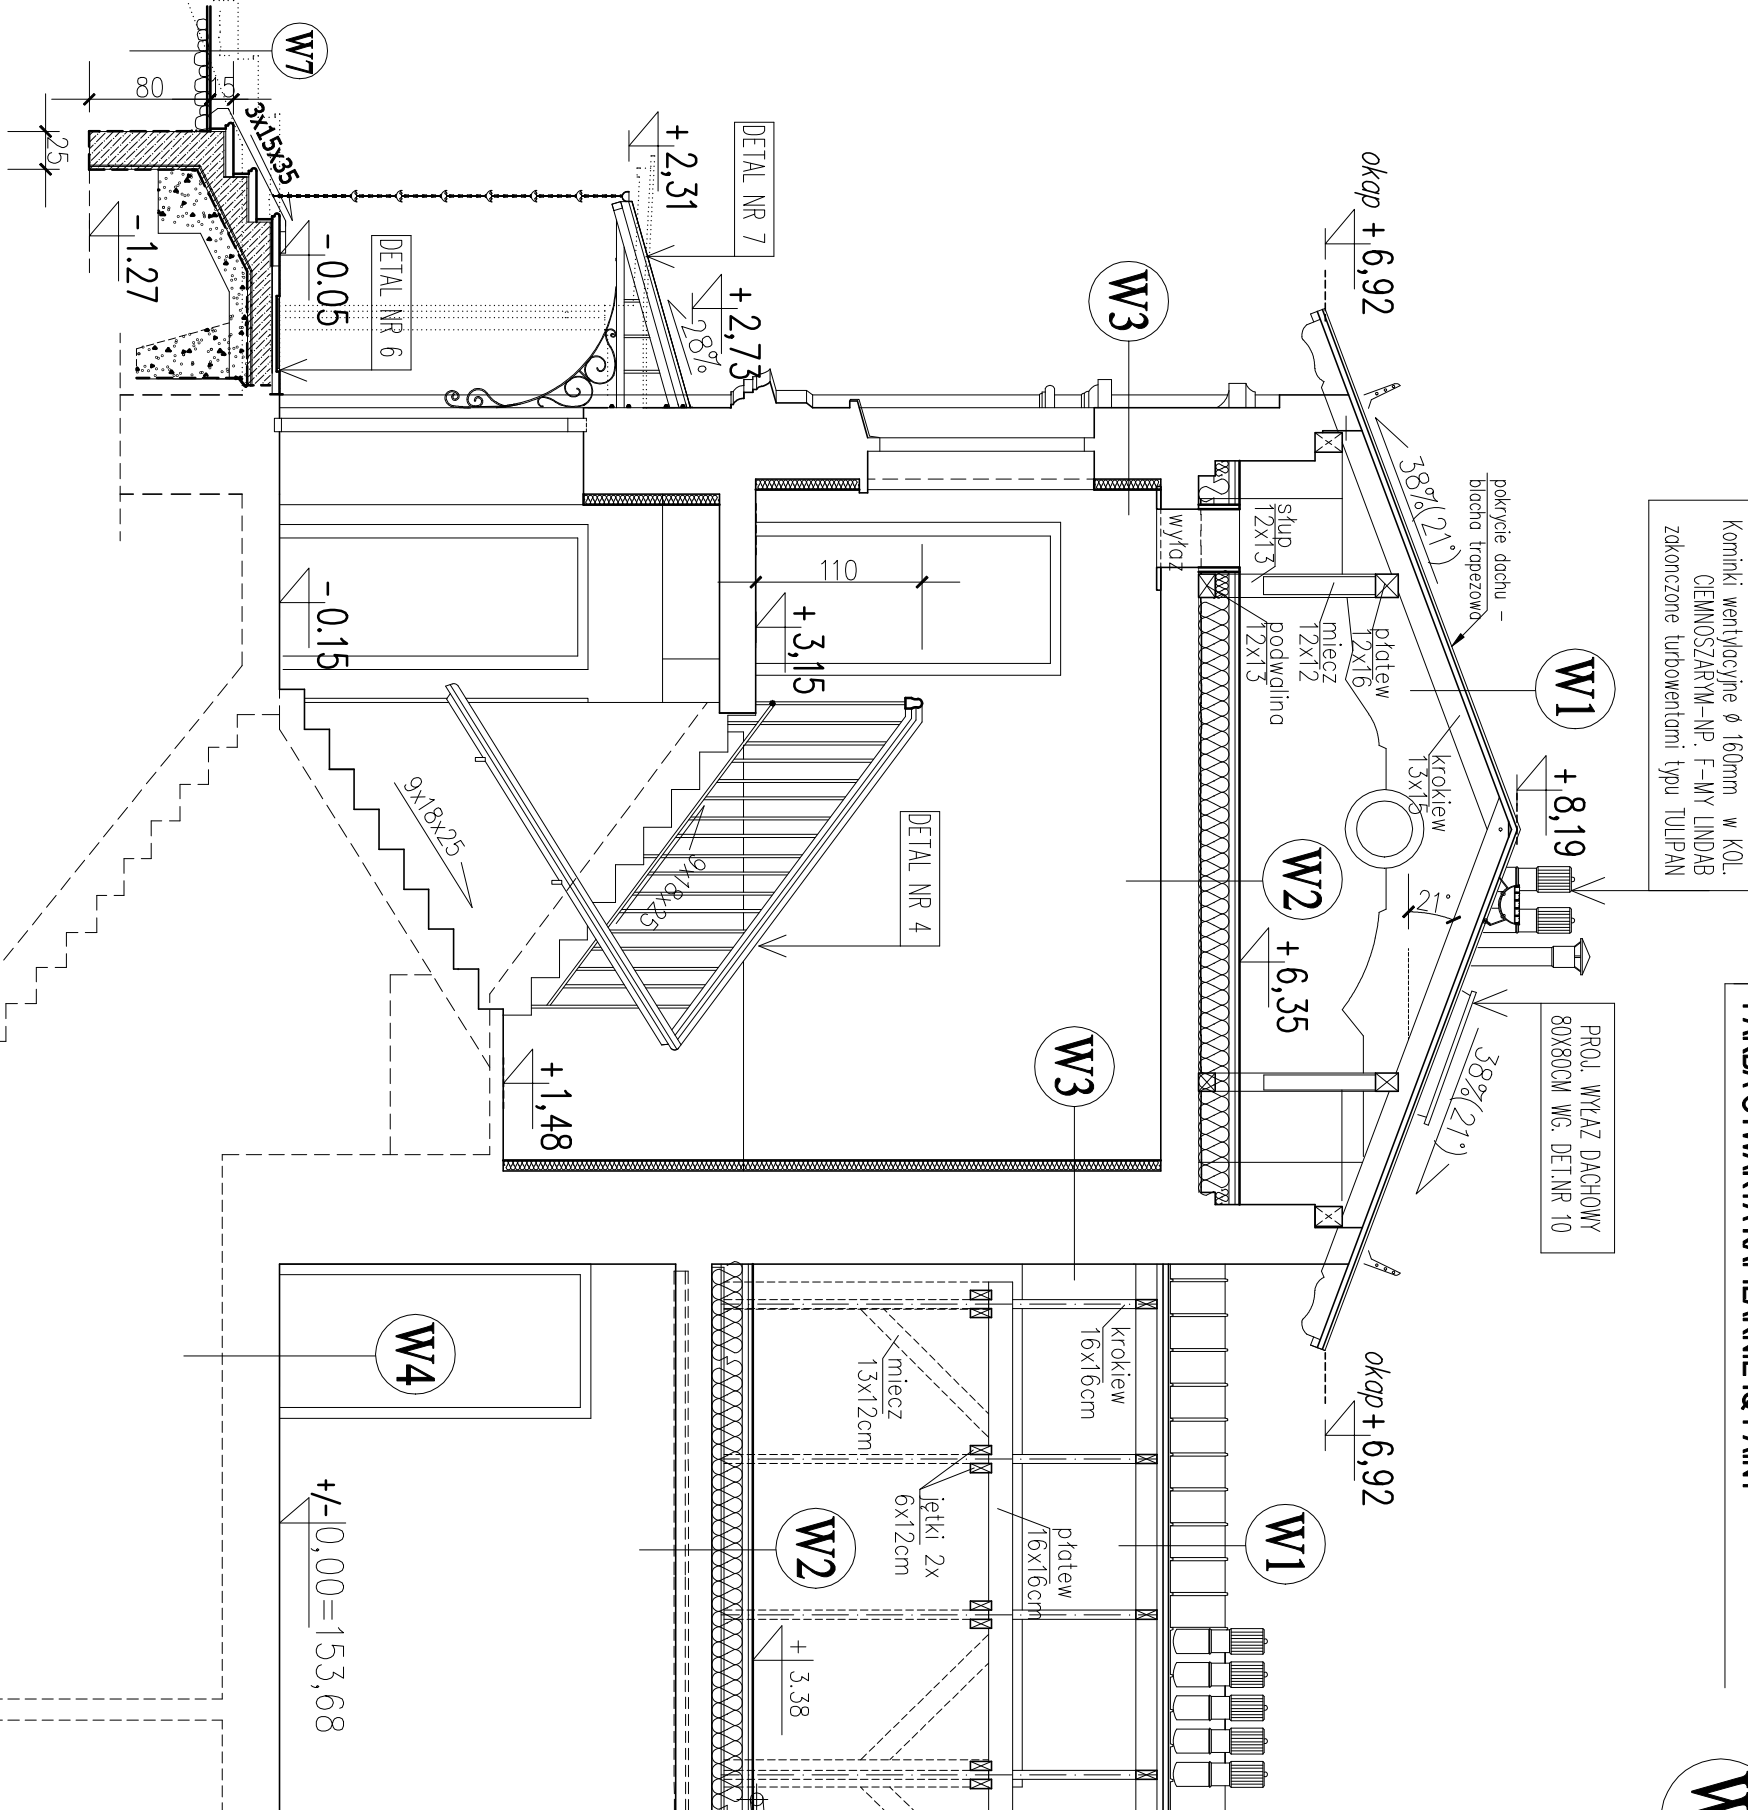 Kominki wentylacyjne ø 160mm w KOL.
CIEMNOSZARYM-NP. F-MY LINDAB
zakonczone turbowentami typu TULIPAN
PROJ. WYŁAZ DACHOWY
80X80CM WG. DET.NR 10
W1
+ 8,19
pokrycie dachu -
blacha trapezowa
38%(21°)
38%(21°)
21°
okap + 6,92
okap + 6,92
krokiew
13x15
płatew
12x16
miecz
12x12
słup
12x13
podwalina
12x13
wyłaz
W2
+ 6,35
W3
W3
W1
krokiew
16x16cm
płatew
16x16cm
miecz
13x12cm
jętki 2x
6x12cm
+ 3.38
W2
DETAL NR 4
110
+ 3,15
9x18x25
9x18x25
+ 1,48
DETAL NR 7
+ 2,31
+ 2,73
28%
DETAL NR 6
- 0.05
- 0.15
W4
+/- 0,00=153,68
W7
80
15
3x15x35
25
- 1.27